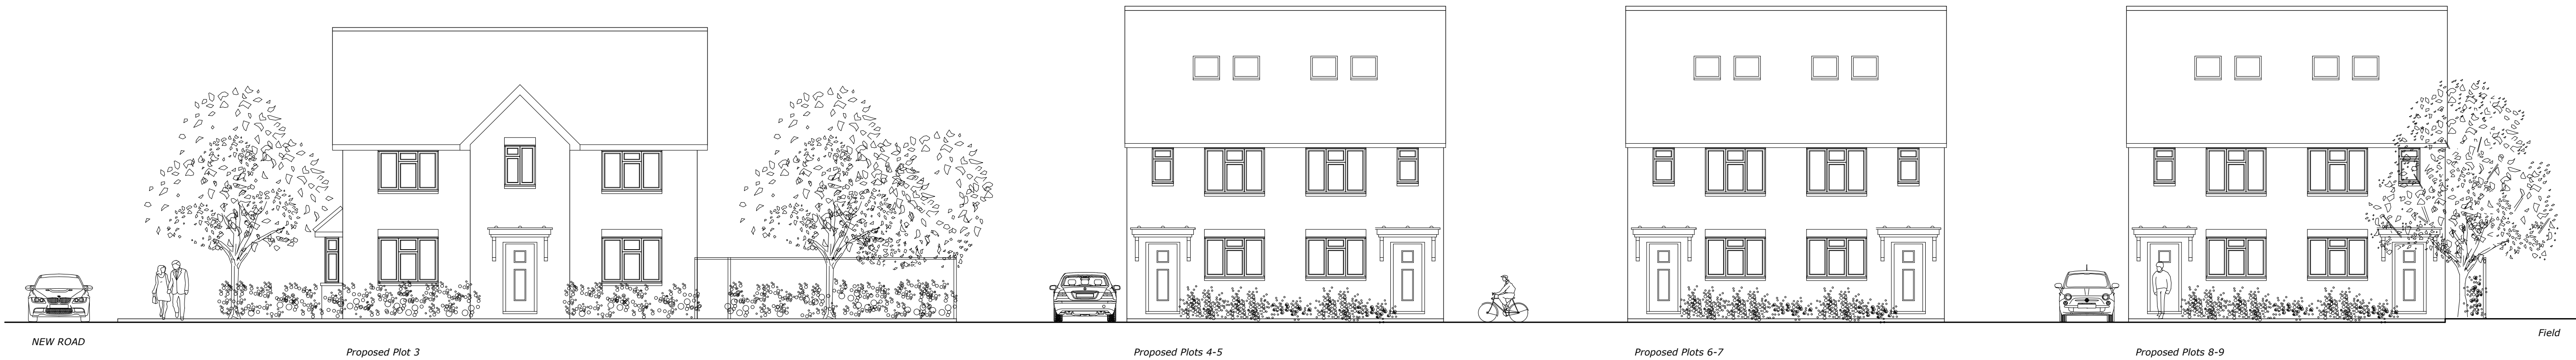 NEW ROAD
Proposed Plot 3
Proposed Plots 4-5
Proposed Plots 6-7
Proposed Plots 8-9
Field